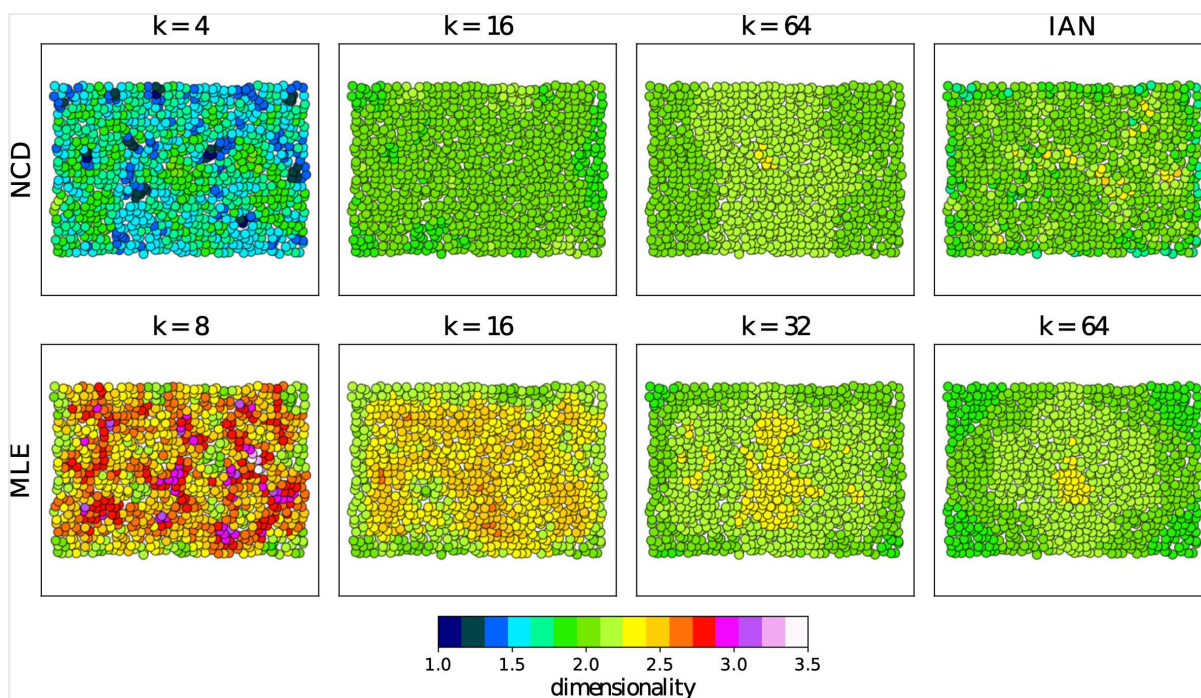 k = 4 k = 16 k = 64 IAN
NCD
k = 8 k = 16 k = 32 k = 64
MLE
1.0 1.5 2.0 2.5 3.0 3.5
dimensionality